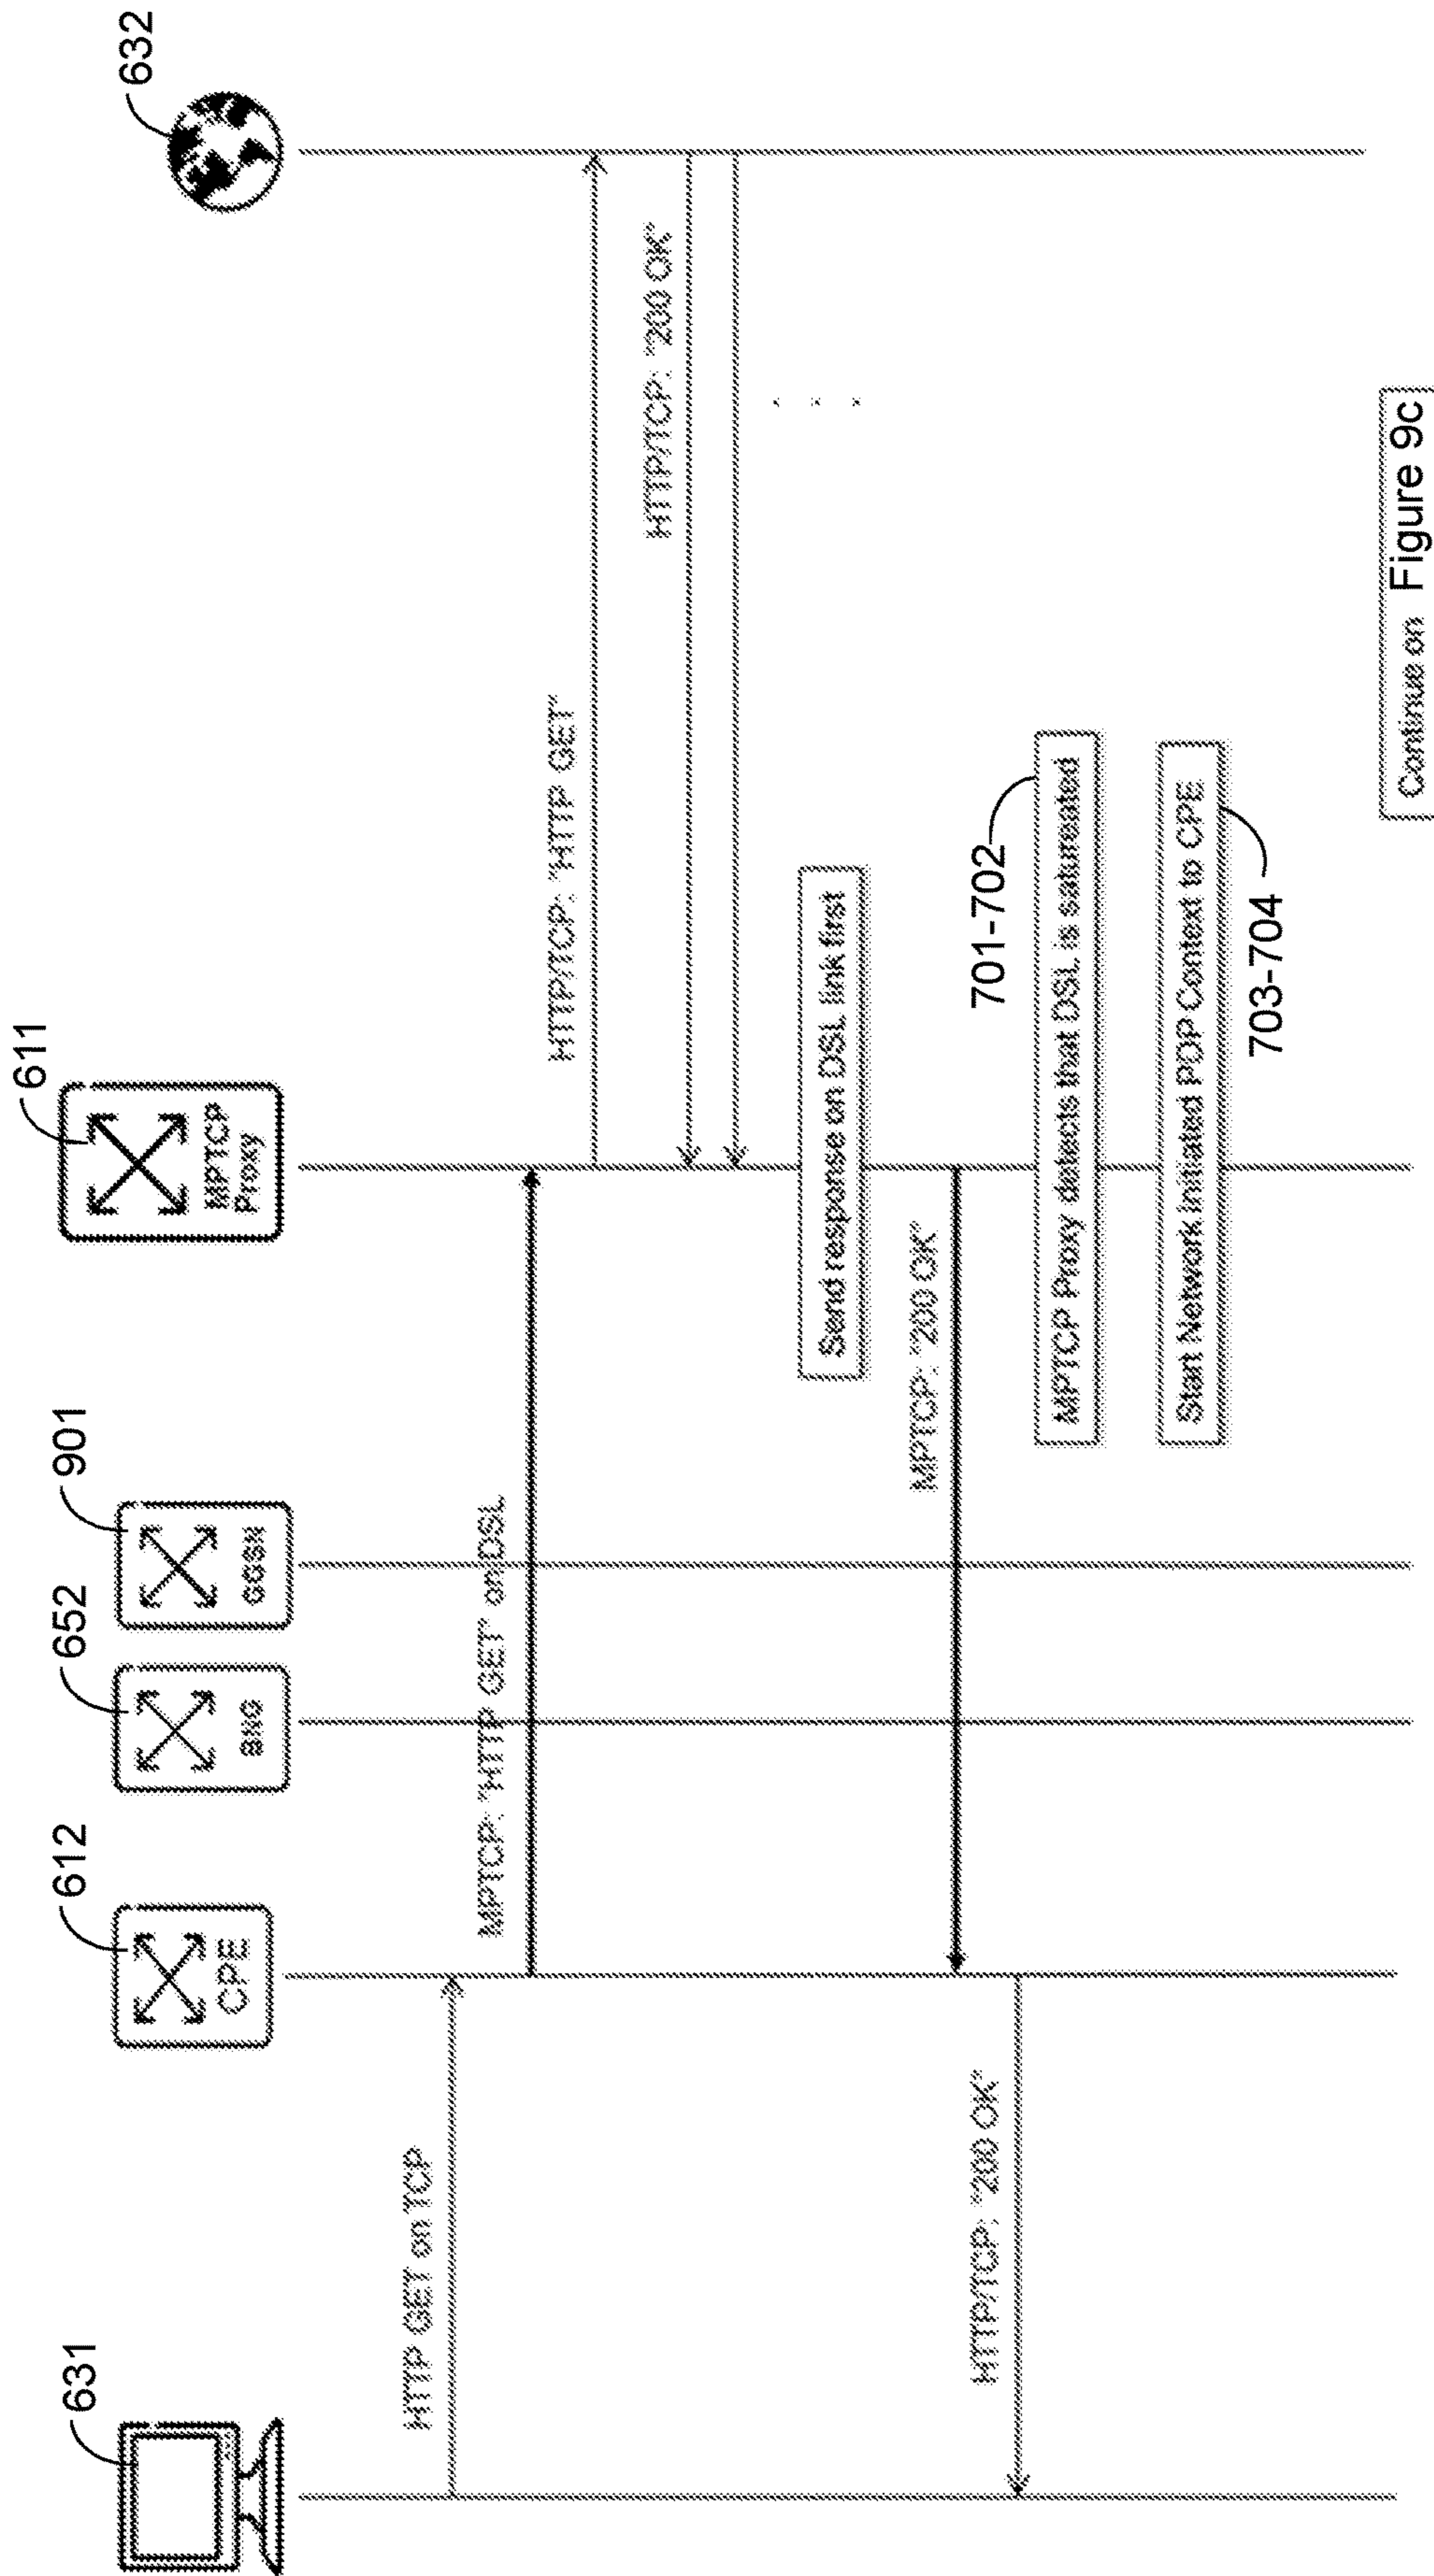 631
612
652
901
611
632
CPE
BNG
GGSN
MPTCP
Proxy
HTTP GET on TCP
MPTCP: "HTTP GET" on DSL
HTTP/TCP: "HTTP GET"
HTTP/TCP: "200 OK"
. . .
Send response on DSL link first
MPTCP: "200 OK"
HTTP/TCP: "200 OK"
701-702
MPTCP Proxy detects that DSL is satureated
Start Network initiated PDP Context to CPE
703-704
Continue on Figure 9c